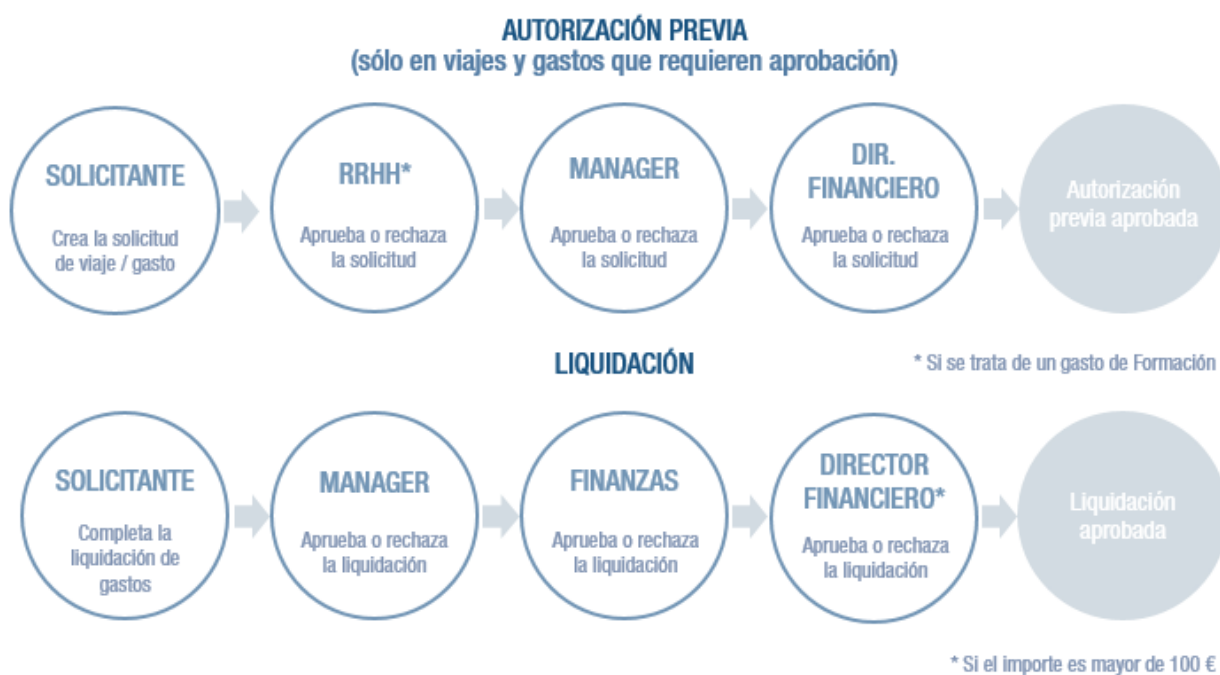 AUTORIZACIÓN PREVIA
(sólo en viajes y gastos que requieren aprobación)
SOLICITANTE
Crea la solicitud
de viaje / gasto
RRHH*
Aprueba o rechaza
la solicitud
MANAGER
Aprueba o rechaza
la solicitud
DIR.
FINANCIERO
Aprueba o rechaza
la solicitud
Autorización
previa aprobada
* Si se trata de un gasto de Formación
LIQUIDACIÓN
SOLICITANTE
Completa la
liquidación de
gastos
MANAGER
Aprueba o rechaza
la liquidación
FINANZAS
Aprueba o rechaza
la liquidación
DIRECTOR
FINANCIERO*
Aprueba o rechaza
la liquidación
Liquidación
aprobada
* Si el importe es mayor de 100 €